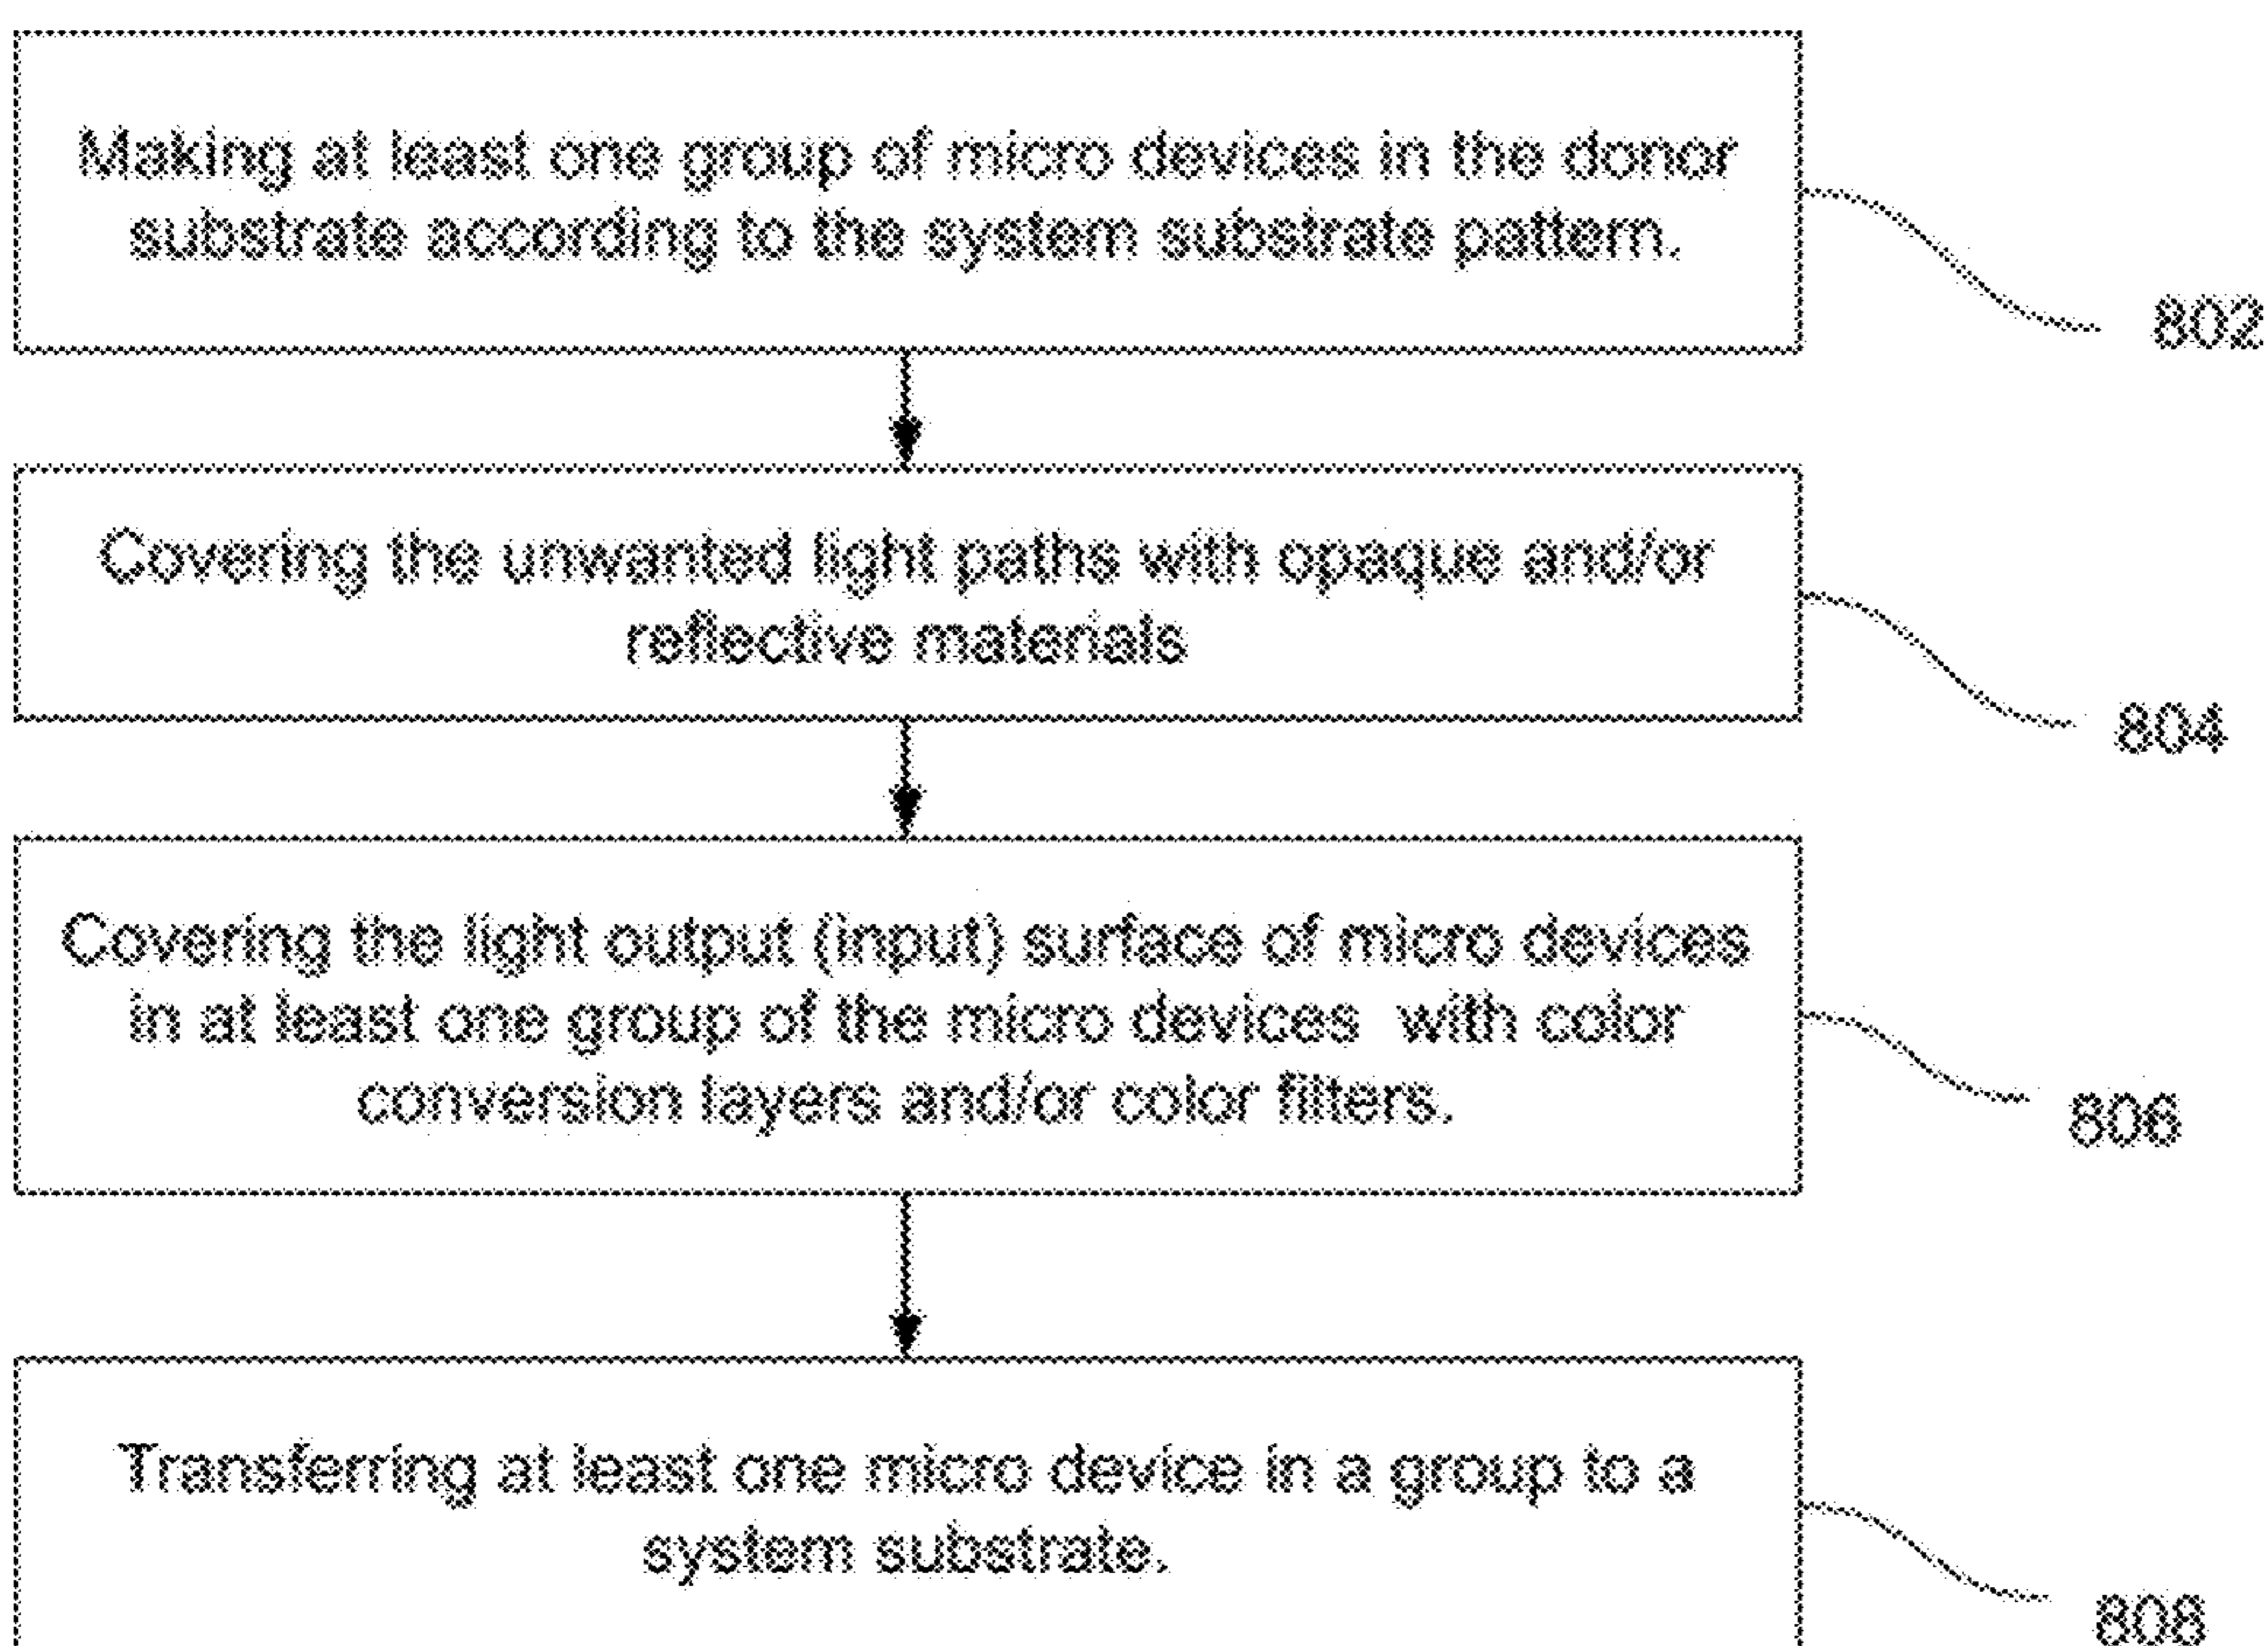 Making at least one group of micro devices in the donor
substrate according to the system substrate pattern.
802
Covering the unwanted light paths with opaque and/or
reflective materials
804
Covering the light output (input) surface of micro devices
in at least one group of the micro devices with color
conversion layers and/or color filters.
806
Transferring at least one micro device in a group to a
system substrate.
808